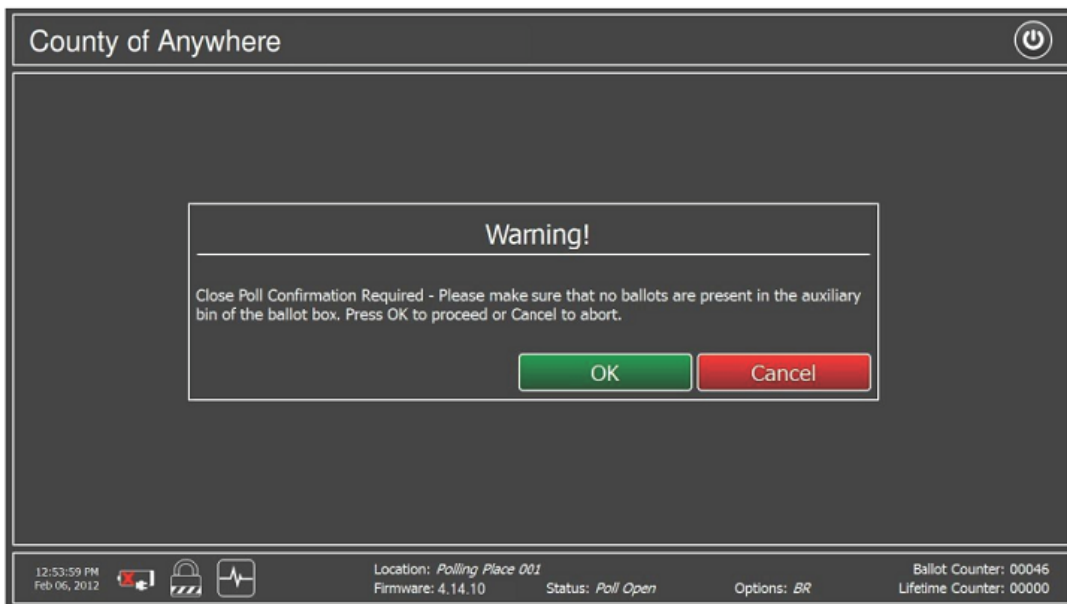 County of Anywhere
Warning!
Close Poll Confirmation Required - Please make sure that no ballots are present in the auxiliary
bin of the ballot box. Press OK to proceed or Cancel to abort.
OK Cancel
12:53:59 PM
Feb 06, 2012
Location: Polling Place 001
Firmware: 4.14.10 Status: Poll Open Options: BR
Ballot Counter: 00046
Lifetime Counter: 00000